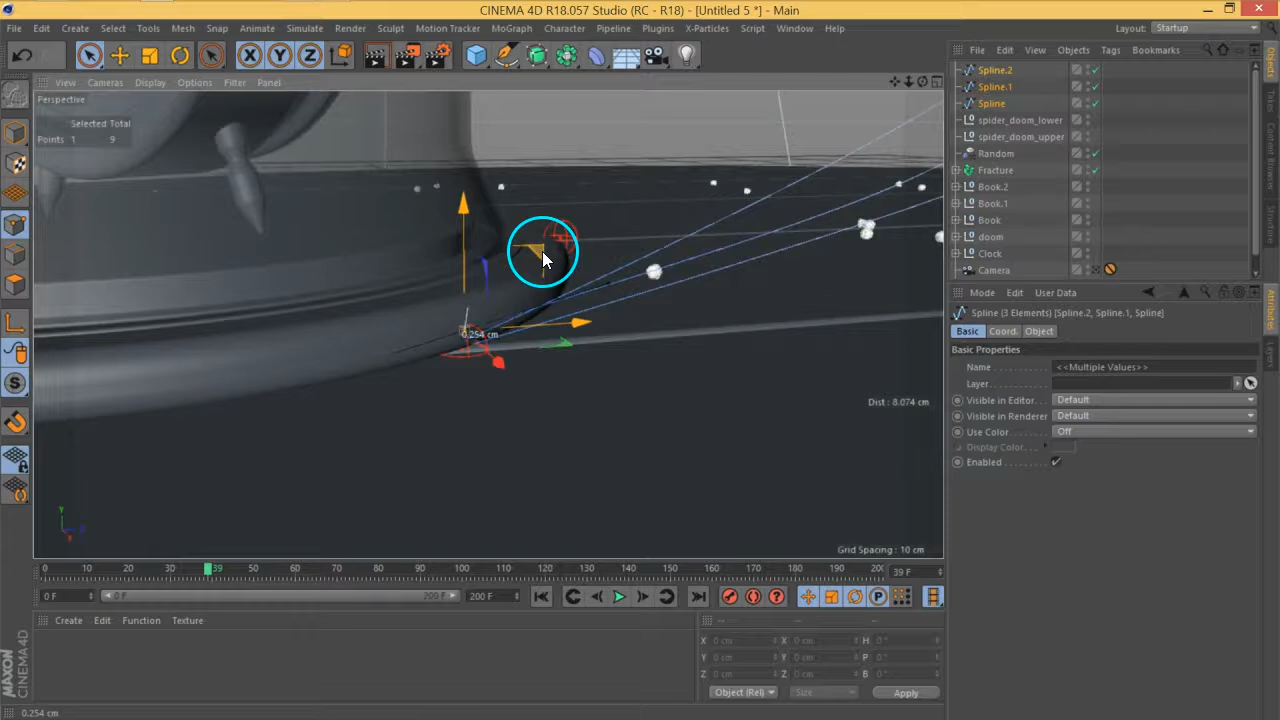 CINEMA 4D R18.057 Studio (RC - R18) - [Untitled 5 *] - Main
File Edit Create Select Tools Mesh Snap Animate Simulate Render Sculpt Motion Tracker MoGraph Character Pipeline Plugins X-Particles Script Window Help
Layout: Startup
X Y Z
View Cameras Display Options Filter Panel
File Edit View Objects Tags Bookmarks
Perspective
Selected Total
Points 1 9
Spline.2
Spline.1
Spline
spider_doom_lower
spider_doom_upper
Random
Fracture
Book.2
Book.1
Book
doom
Clock
Camera
Objects
Takes
Content Browser
Structure
Mode Edit User Data
Spline (3 Elements) [Spline.2, Spline.1, Spline]
Basic Coord. Object
Basic Properties
Name <<Multiple Values>>
Layer
Visible in Editor Default
Visible in Renderer Default
Use Color Off
Display Color
Enabled
Attributes
Layers
0.254 cm
Dist : 8.074 cm
Grid Spacing : 10 cm
Y
S
0 10 20 30 39 50 60 70 80 90 100 110 120 130 140 150 160 170 180 190 200
39 F
0 F 0 F 200 F 200 F
P
Create Edit Function Texture
-- -- --
X 0 cm X 0 cm H 0 °
Y 0 cm Y 0 cm P 0 °
Z 0 cm Z 0 cm B 0 °
Object (Rel) Size Apply
MAXON
CINEMA 4D
0.254 cm